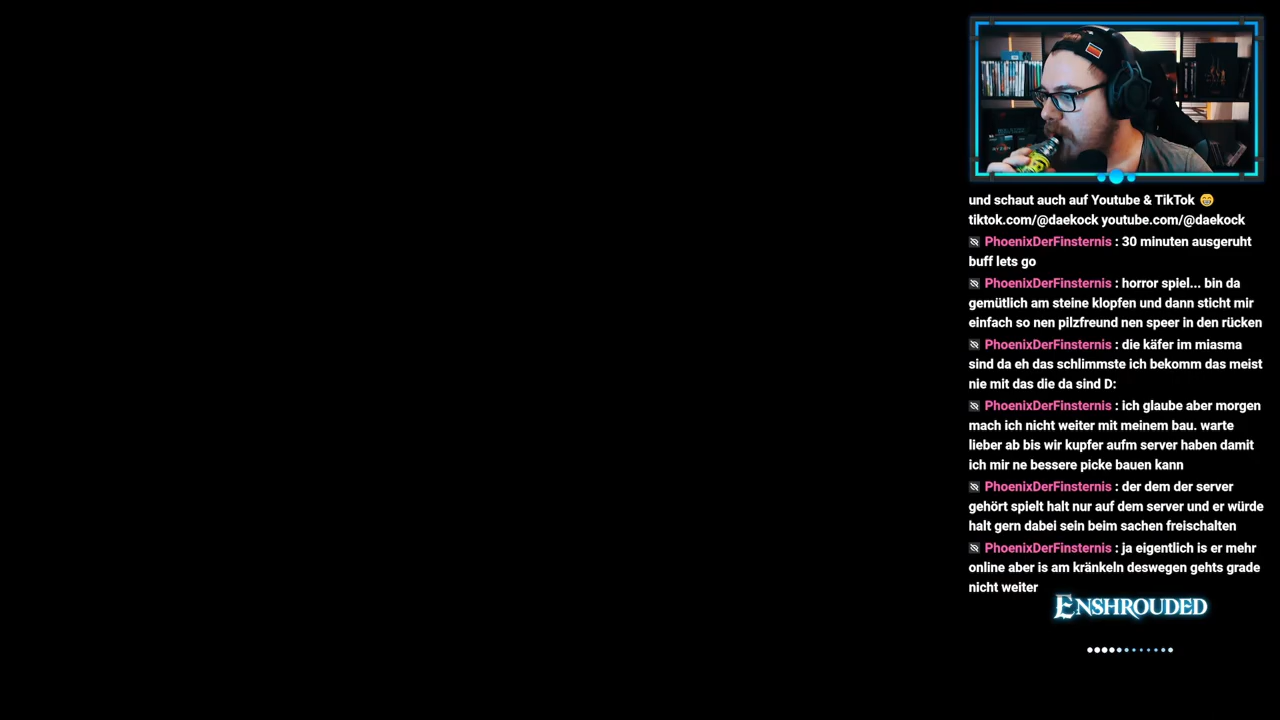 und schaut auch auf Youtube & TikTok 😁
tiktok.com/@daekock youtube.com/@daekock
PhoenixDerFinsternis : 30 minuten ausgeruht
buff lets go
PhoenixDerFinsternis : horror spiel... bin da
gemütlich am steine klopfen und dann sticht mir
einfach so nen pilzfreund nen speer in den rücken
PhoenixDerFinsternis : die käfer im miasma
sind da eh das schlimmste ich bekomm das meist
nie mit das die da sind D:
PhoenixDerFinsternis : ich glaube aber morgen
mach ich nicht weiter mit meinem bau. warte
lieber ab bis wir kupfer aufm server haben damit
ich mir ne bessere picke bauen kann
PhoenixDerFinsternis : der dem der server
gehört spielt halt nur auf dem server und er würde
halt gern dabei sein beim sachen freischalten
PhoenixDerFinsternis : ja eigentlich is er mehr
online aber is am kränkeln deswegen gehts grade
nicht weiter
ENSHROUDED